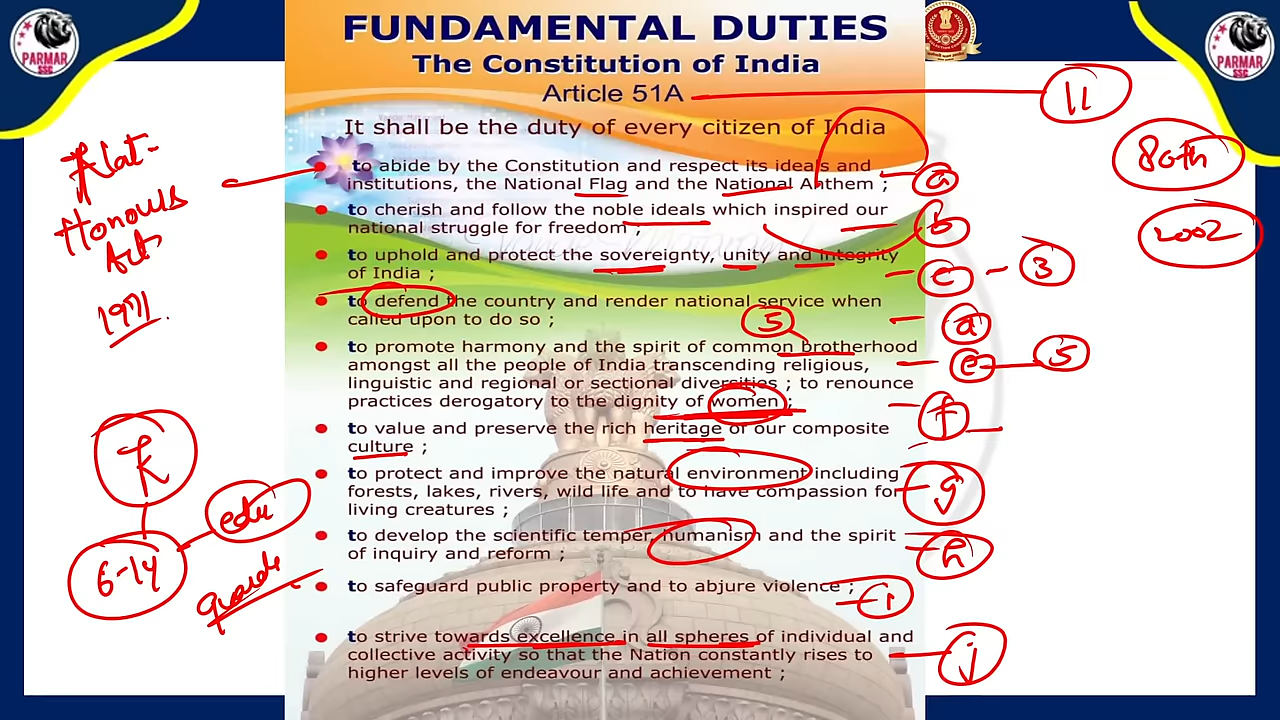 PARMAR
SSC
PARMAR
SSC
FUNDAMENTAL DUTIES
The Constitution of India
Article 51A
11
It shall be the duty of every citizen of India
80th
2002
to abide by the Constitution and respect its ideals and
institutions, the National Flag and the National Anthem ;
a
to cherish and follow the noble ideals which inspired our
national struggle for freedom ;
b
to uphold and protect the sovereignty, unity and integrity
of India ;
c
3
to defend the country and render national service when
called upon to do so ;
d
5
to promote harmony and the spirit of common brotherhood
amongst all the people of India transcending religious,
linguistic and regional or sectional diversities ; to renounce
practices derogatory to the dignity of women ;
e
5
to value and preserve the rich heritage of our composite
culture ;
f
to protect and improve the natural environment including
forests, lakes, rivers, wild life and to have compassion for
living creatures ;
g
to develop the scientific temper, humanism and the spirit
of inquiry and reform ;
h
to safeguard public property and to abjure violence ;
i
to strive towards excellence in all spheres of individual and
collective activity so that the Nation constantly rises to
higher levels of endeavour and achievement ;
j
Nat-
Honours
Act
1971
K
edu
6-14